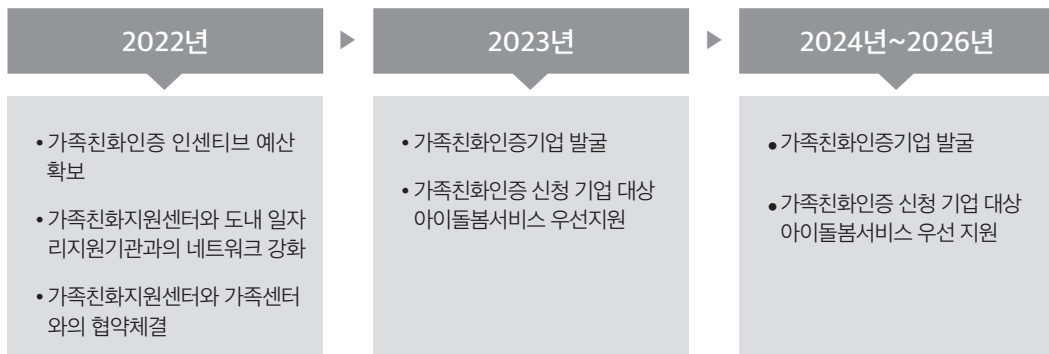 2022년
• 가족친화인증 인센티브 예산
확보
• 가족친화지원센터와 도내 일자
리지원기관과의 네트워크 강화
• 가족친화지원센터와 가족센터
와의 협약체결
▶
2023년
• 가족친화인증기업 발굴
• 가족친화인증 신청 기업 대상
아이돌봄서비스 우선지원
▶
2024년~2026년
• 가족친화인증기업 발굴
• 가족친화인증 신청 기업 대상
아이돌봄서비스 우선 지원